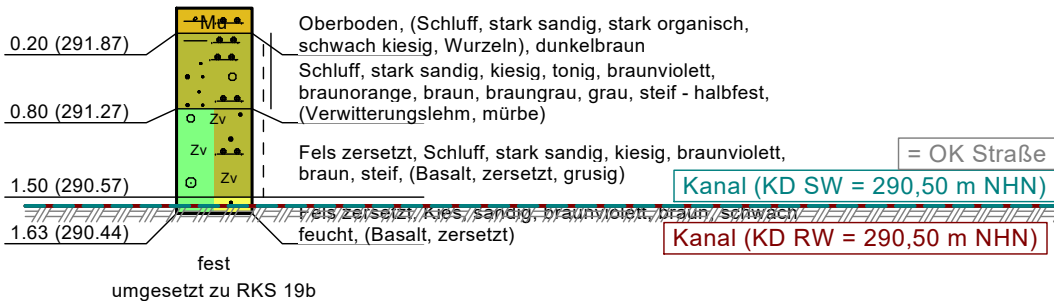 Mu
Oberboden, (Schluff, stark sandig, stark organisch,
schwach kiesig, Wurzeln), dunkelbraun
0.20 (291.87)
Schluff, stark sandig, kiesig, tonig, braunviolett,
braunorange, braun, braungrau, grau, steif - halbfest,
(Verwitterungslehm, mürbe)
0.80 (291.27)
Zv
Zv
Zv
Fels zersetzt, Schluff, stark sandig, kiesig, braunviolett,
braun, steif, (Basalt, zersetzt, grusig)
= OK Straße
1.50 (290.57)
Kanal (KD SW = 290,50 m NHN)
Fels zersetzt, Kies, sandig, braunviolett, braun, schwach
feucht, (Basalt, zersetzt)
1.63 (290.44)
Kanal (KD RW = 290,50 m NHN)
fest
umgesetzt zu RKS 19b